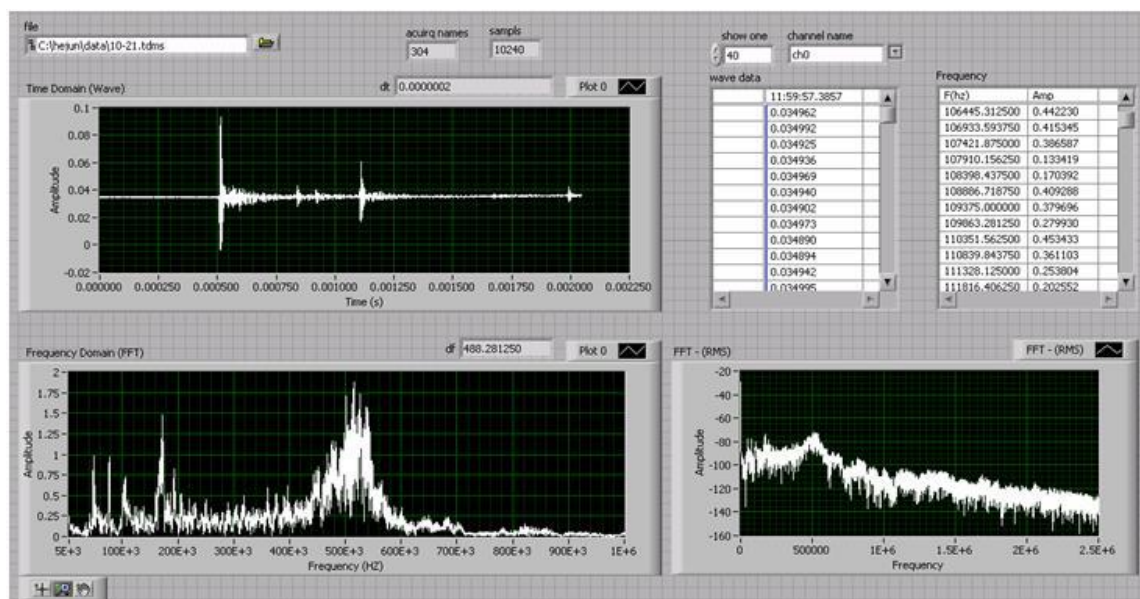 file
C:\hejun\data\10-21.tdms
acuirq names
304
sampls
10240
show one
40
channel name
ch0
Time Domain (Wave)
dt 0.0000002
Plot 0
Amplitude
0.1
0.08
0.06
0.04
0.02
0
-0.02
0.000000 0.000250 0.000500 0.000750 0.001000 0.001250 0.001500 0.001750 0.002000 0.002250
Time (s)
wave data
11:59:57.3857
0.034962
0.034992
0.034925
0.034936
0.034969
0.034940
0.034902
0.034973
0.034890
0.034894
0.034942
0.034995
Frequency
F(hz) Amp
106445.312500 0.442230
106933.593750 0.415345
107421.875000 0.386587
107910.156250 0.133419
108398.437500 0.170392
108886.718750 0.409288
109375.000000 0.379696
109863.281250 0.279930
110351.562500 0.453433
110839.843750 0.361103
111328.125000 0.253804
111816.406250 0.202552
Frequency Domain (FFT)
df 488.281250
Plot 0
Amplitude
2
1.75
1.5
1.25
1
0.75
0.5
0.25
0
5E+3 100E+3 200E+3 300E+3 400E+3 500E+3 600E+3 700E+3 800E+3 900E+3 1E+6
Frequency (HZ)
FFT - (RMS)
FFT - (RMS)
Amplitude
-20
-40
-60
-80
-100
-120
-140
-160
0 500000 1E+6 1.5E+6 2E+6 2.5E+6
Frequency